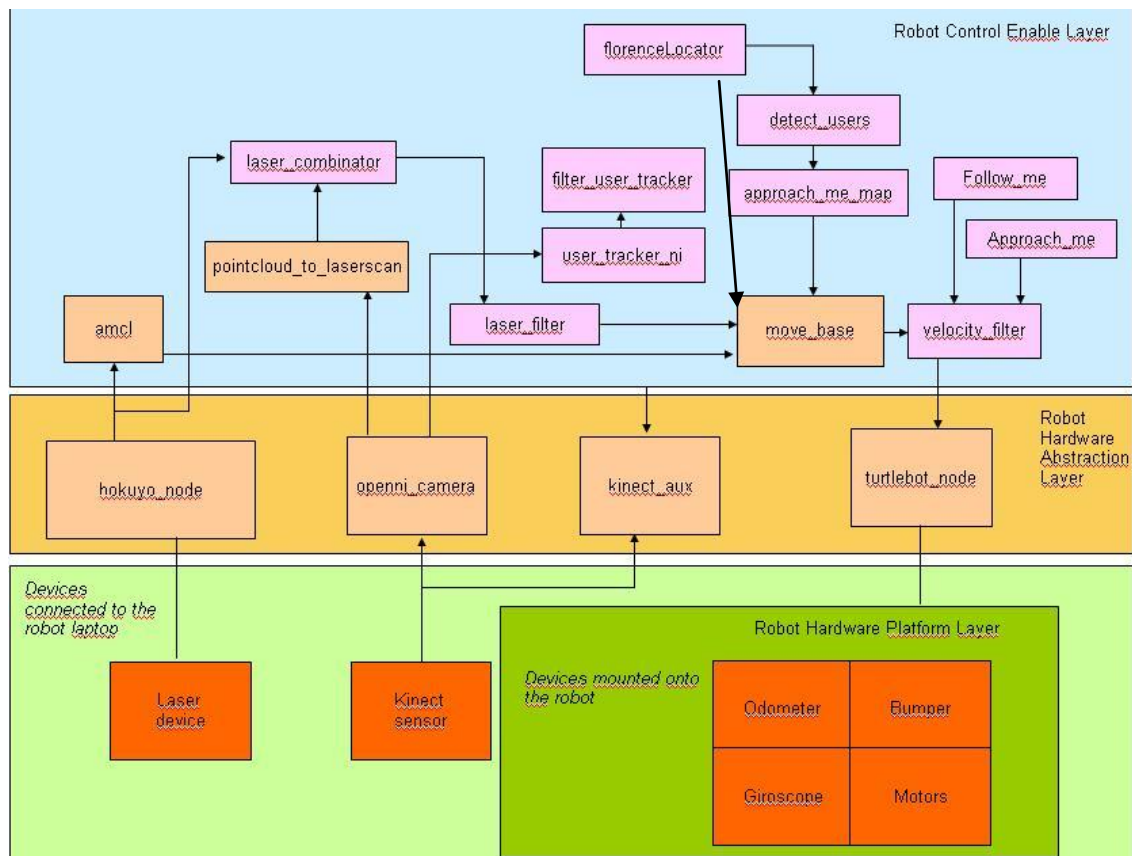 Robot Control Enable Layer
florenceLocator
detect_users
laser_combinator
filter_user_tracker
approach_me_map
Follow_me
Approach_me
pointcloud_to_laserscan
user_tracker_ni
amcl
laser_filter
move_base
velocity_filter
Robot
Hardware
Abstraction
Layer
hokuyo_node
openni_camera
kinect_aux
turtlebot_node
Devices
connected to the
robot laptop
Robot Hardware Platform Layer
Devices mounted onto
the robot
Laser
device
Kinect
sensor
Odometer
Bumper
Giroscope
Motors